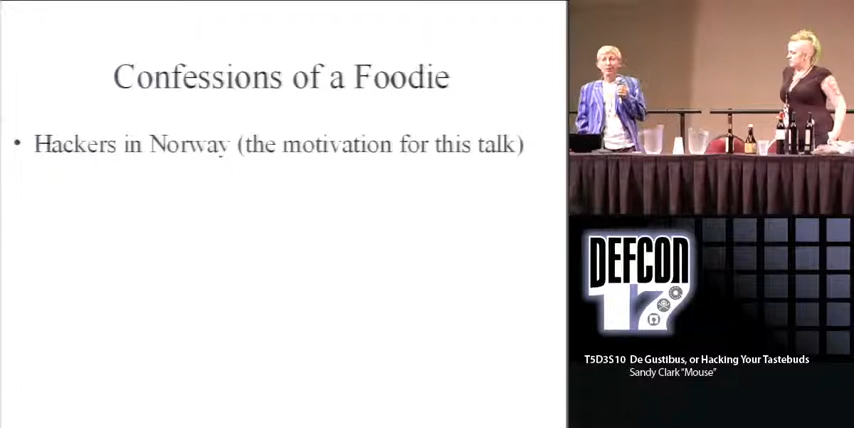 Confessions of a Foodie
• Hackers in Norway (the motivation for this talk)
DEFCON
17
T5D3S10 De Gustibus, or Hacking Your Tastebuds
Sandy Clark "Mouse"